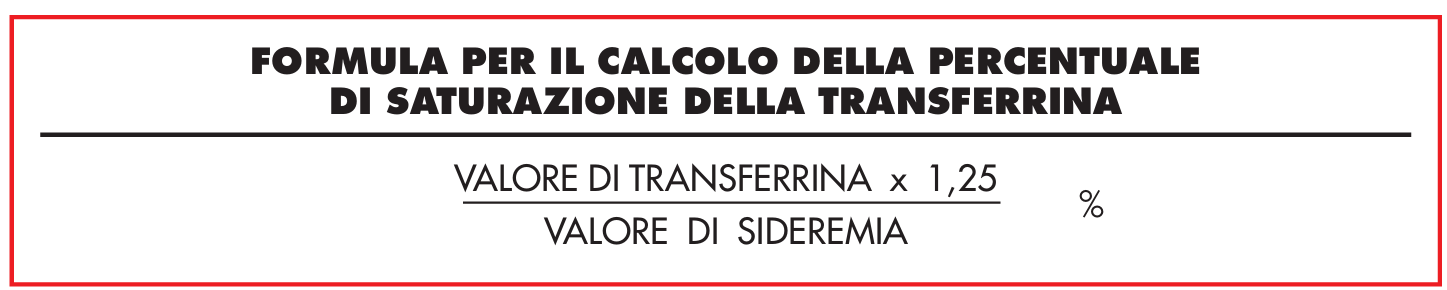 FORMULA PER IL CALCOLO DELLA PERCENTUALE
DI SATURAZIONE DELLA TRANSFERRINA
VALORE DI TRANSFERRINA x 1,25
%
VALORE DI SIDEREMIA